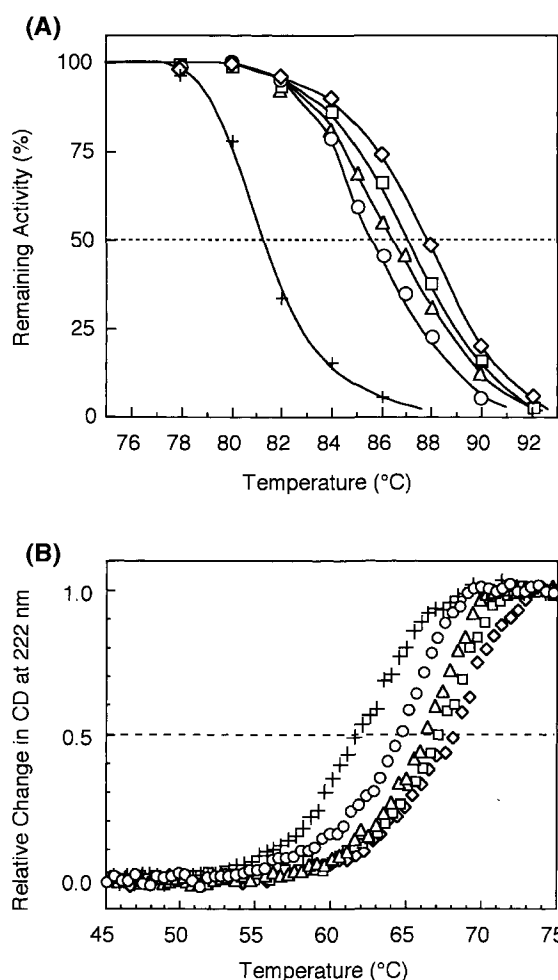 (A)
Remaining Activity (%)
100
75
50
25
0
76 78 80 82 84 86 88 90 92
Temperature (°C)
(B)
Relative Change in CD at 222 nm
1.0
0.5
0.0
45 50 55 60 65 70 75
Temperature (°C)